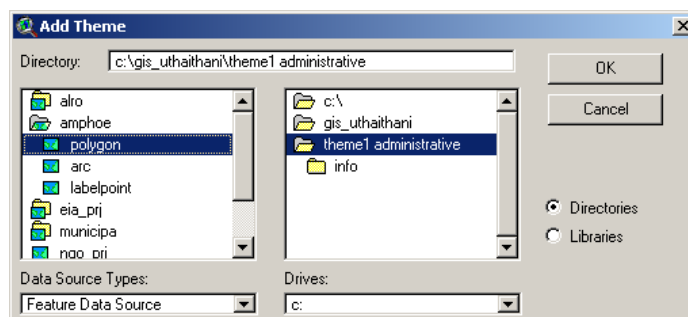 Add Theme
Directory: c:\gis_uthaithani\theme1 administrative
OK
Cancel
alro
amphoe
polygon
arc
labelpoint
eia_prj
municipa
ngo_prj
c:\
gis_uthaithani
theme1 administrative
info
Directories
Libraries
Data Source Types:
Feature Data Source
Drives:
c: